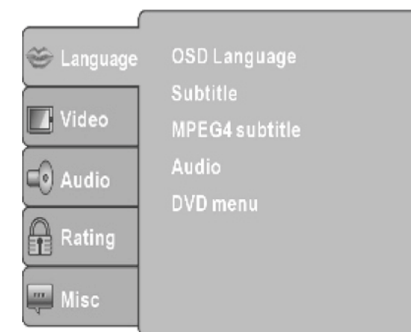 Language
Video
Audio
Rating
Misc
OSD Language
Subtitle
MPEG4 subtitle
Audio
DVD menu